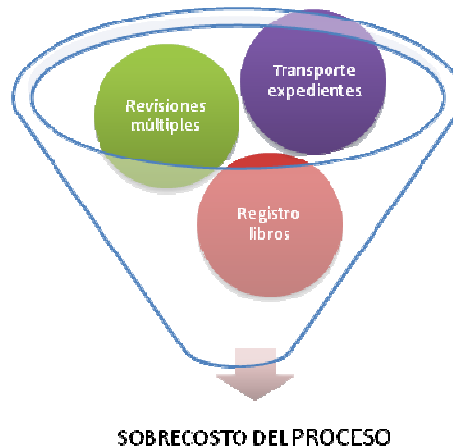 Transporte
expedientes
Revisiones
múltiples
Registro
libros
SOBRECOSTO DEL PROCESO